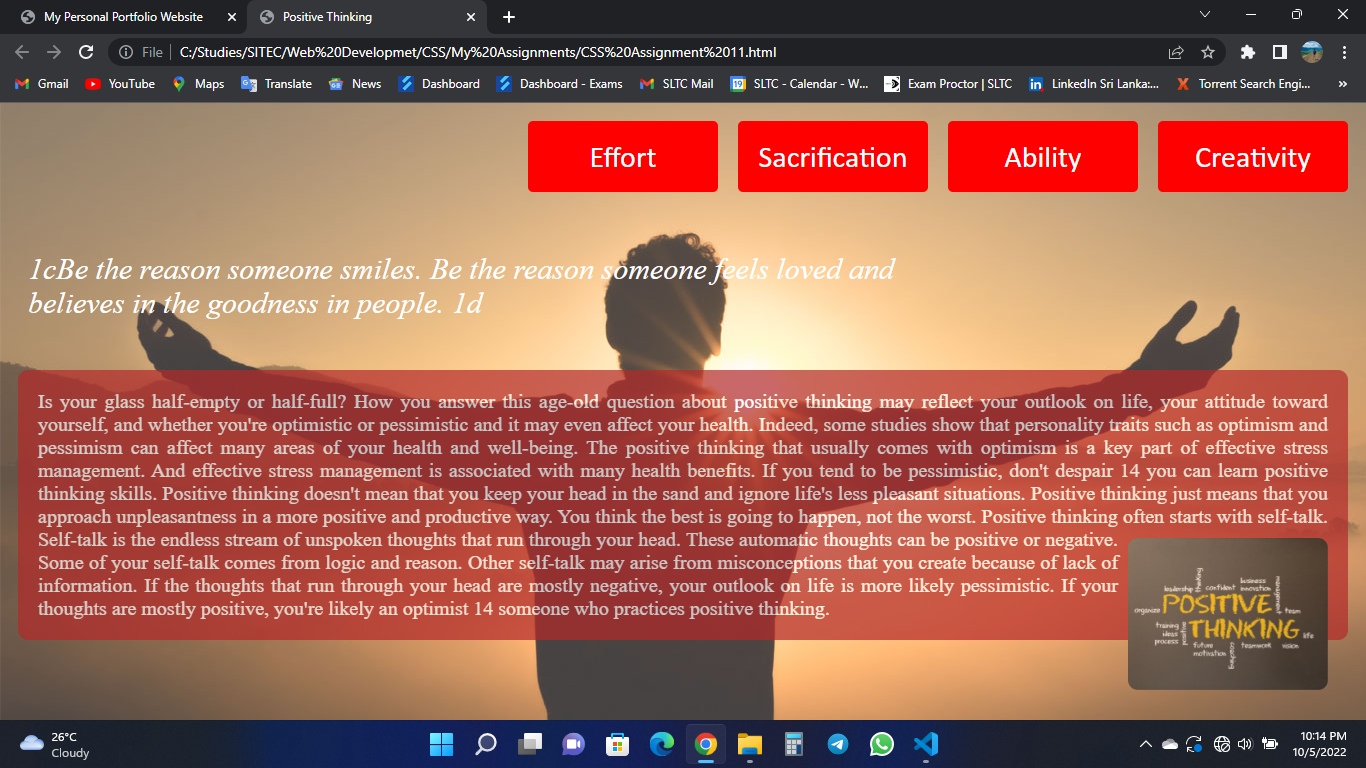 My Personal Portfolio Website
Positive Thinking
File
C:/Studies/SITEC/Web%20Developmet/CSS/My%20Assignments/CSS%20Assignment%2011.html
Gmail
YouTube
Maps
Translate
News
Dashboard
Dashboard - Exams
SLTC Mail
SLTC - Calendar - W...
Exam Proctor | SLTC
LinkedIn Sri Lanka:...
Torrent Search Engi...
Effort
Sacrification
Ability
Creativity
1cBe the reason someone smiles. Be the reason someone feels loved and
believes in the goodness in people. 1d
Is your glass half-empty or half-full? How you answer this age-old question about positive thinking may reflect your outlook on life, your attitude toward
yourself, and whether you're optimistic or pessimistic and it may even affect your health. Indeed, some studies show that personality traits such as optimism and
pessimism can affect many areas of your health and well-being. The positive thinking that usually comes with optimism is a key part of effective stress
management. And effective stress management is associated with many health benefits. If you tend to be pessimistic, don't despair 14 you can learn positive
thinking skills. Positive thinking doesn't mean that you keep your head in the sand and ignore life's less pleasant situations. Positive thinking just means that you
approach unpleasantness in a more positive and productive way. You think the best is going to happen, not the worst. Positive thinking often starts with self-talk.
Self-talk is the endless stream of unspoken thoughts that run through your head. These automatic thoughts can be positive or negative.
Some of your self-talk comes from logic and reason. Other self-talk may arise from misconceptions that you create because of lack of
information. If the thoughts that run through your head are mostly negative, your outlook on life is more likely pessimistic. If your
thoughts are mostly positive, you're likely an optimist 14 someone who practices positive thinking.
leadership
thinking
confident
business
innovation
management
organize
POSITIVE
team
training
ideas
process
positive
THINKING
life
future
motivation
coaching
teamwork
vision
26°C
Cloudy
10:14 PM
10/5/2022